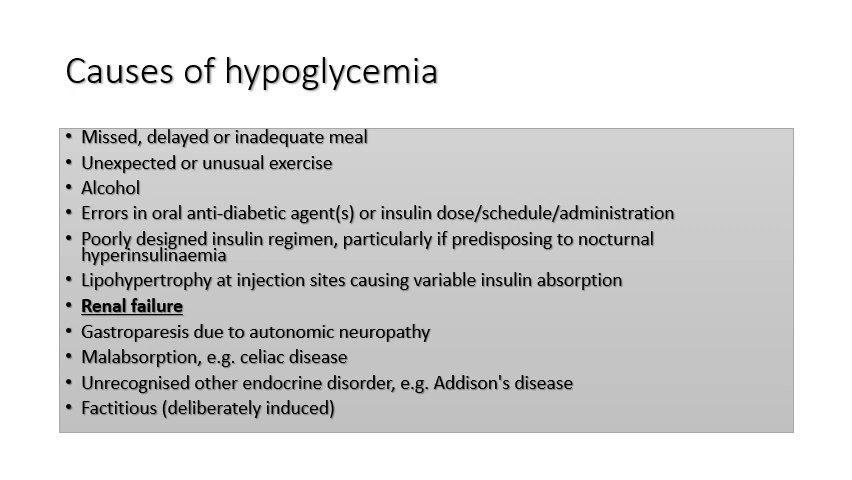 Causes of hypoglycemia
• Missed, delayed or inadequate meal
• Unexpected or unusual exercise
• Alcohol
• Errors in oral anti-diabetic agent(s) or insulin dose/schedule/administration
• Poorly designed insulin regimen, particularly if predisposing to nocturnal
hyperinsulinaemia
• Lipohypertrophy at injection sites causing variable insulin absorption
• Renal failure
• Gastroparesis due to autonomic neuropathy
• Malabsorption, e.g. celiac disease
• Unrecognised other endocrine disorder, e.g. Addison's disease
• Factitious (deliberately induced)